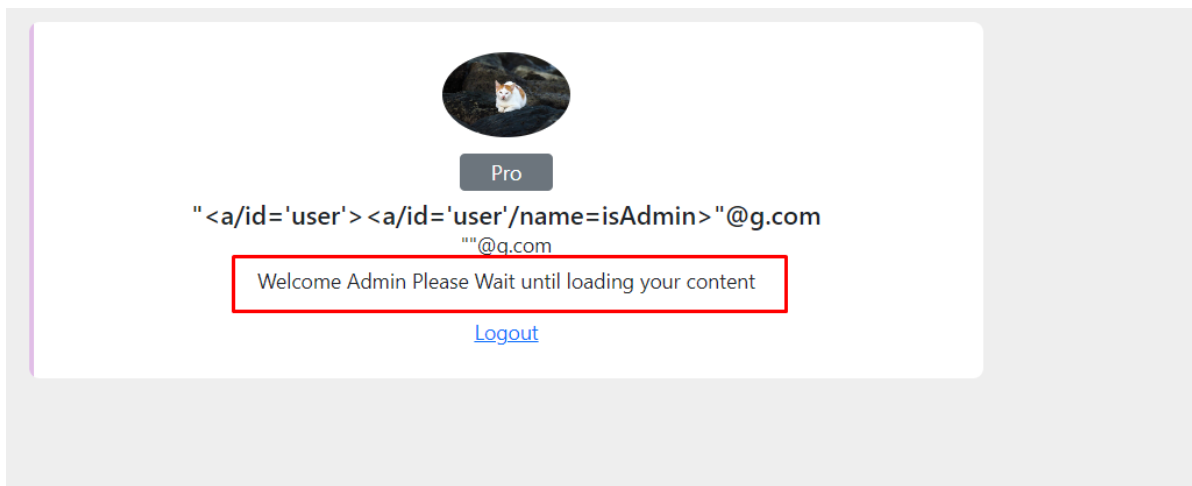 Pro
"<a/id='user'><a/id='user'/name=isAdmin>"@g.com
""@g.com
Welcome Admin Please Wait until loading your content
Logout